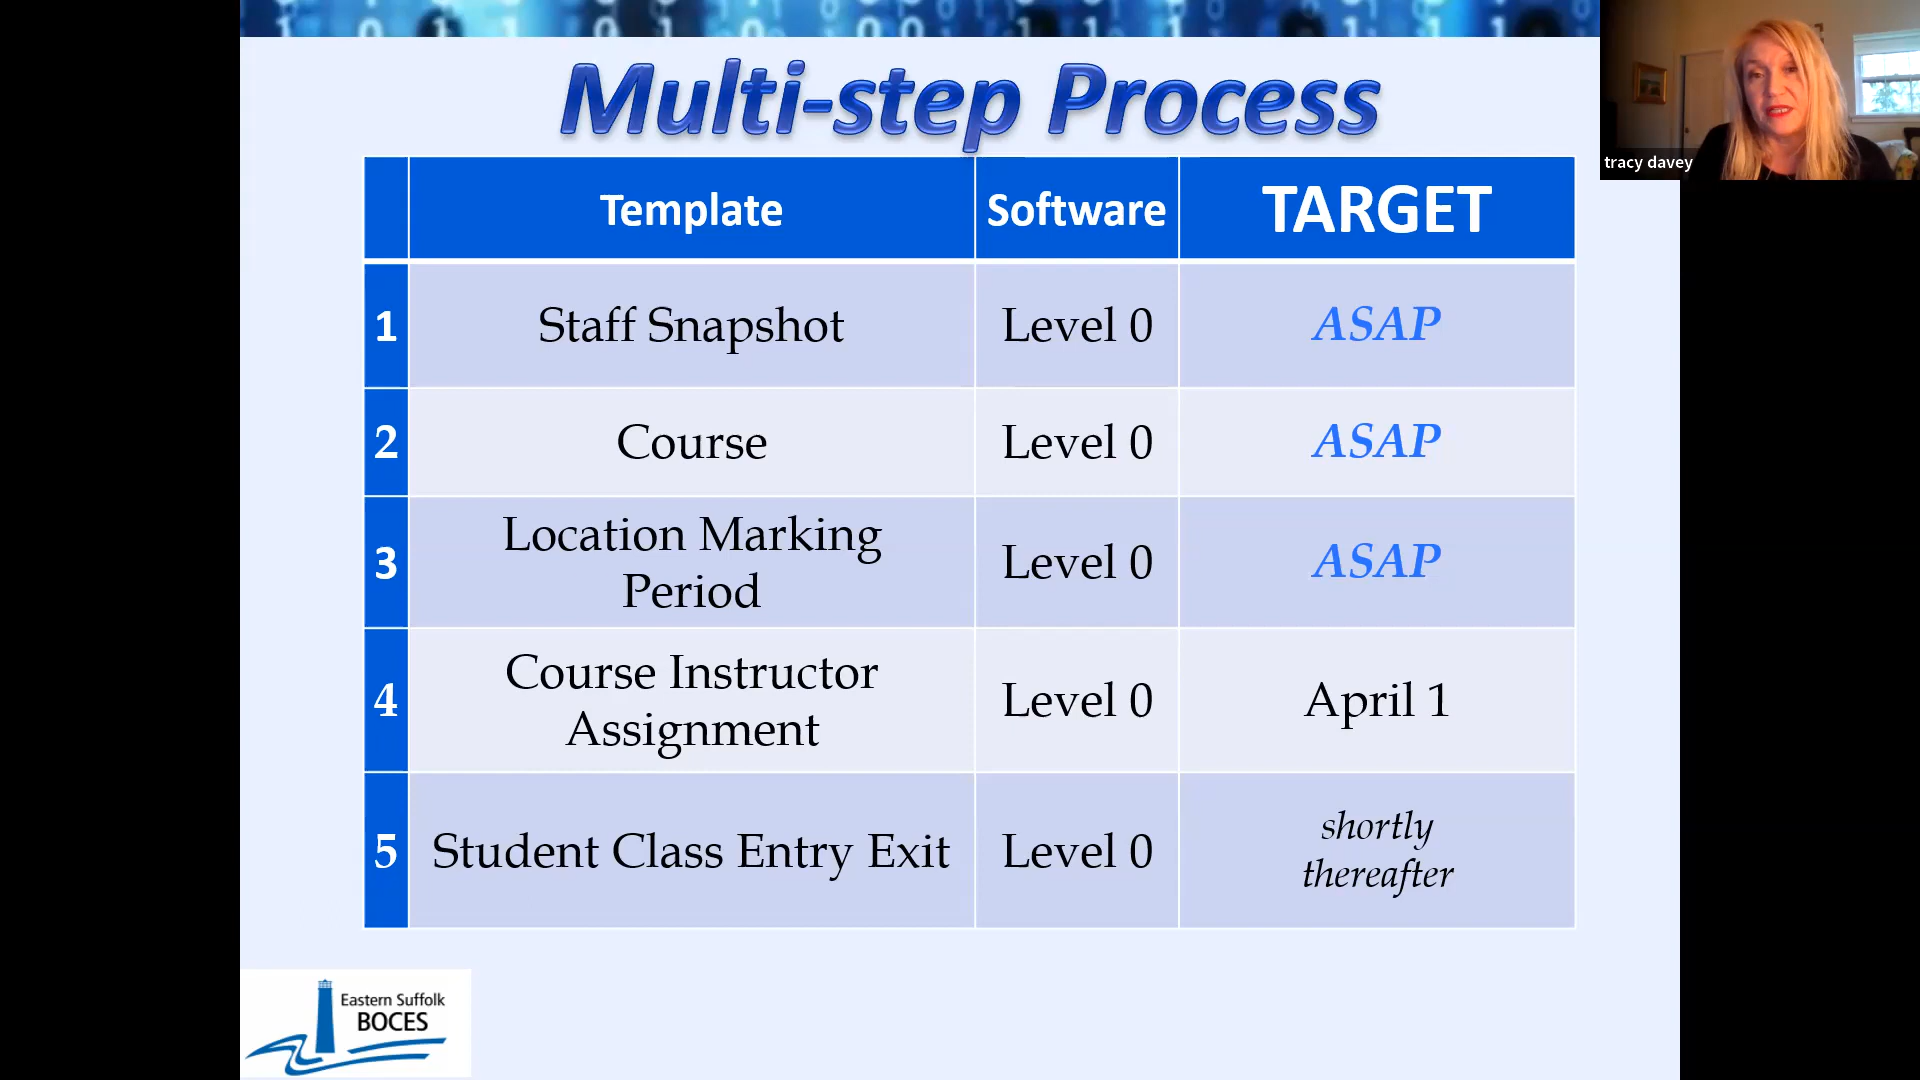 Multi-step Process
tracy davey
Template Software TARGET
1 Staff Snapshot Level 0 ASAP
2 Course Level 0 ASAP
3 Location Marking Period Level 0 ASAP
4 Course Instructor Assignment Level 0 April 1
5 Student Class Entry Exit Level 0 shortly thereafter
Eastern Suffolk
BOCES